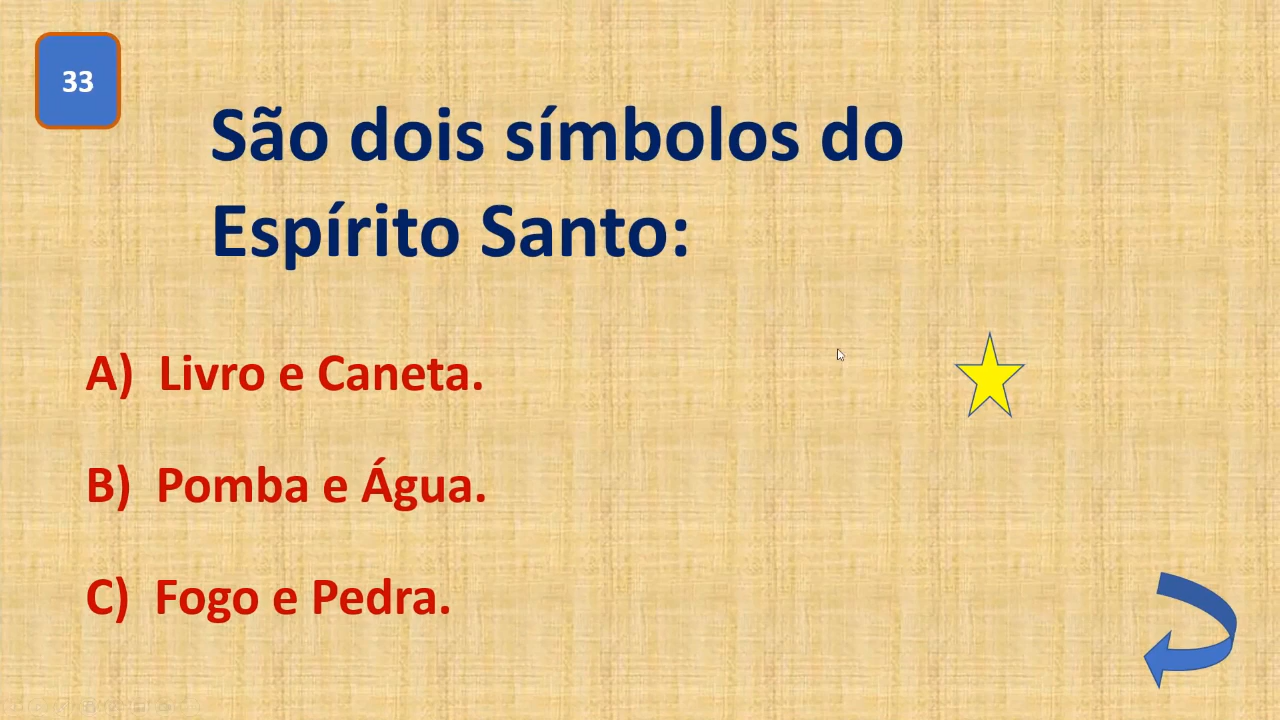 33
São dois símbolos do
Espírito Santo:
A) Livro e Caneta.
B) Pomba e Água.
C) Fogo e Pedra.